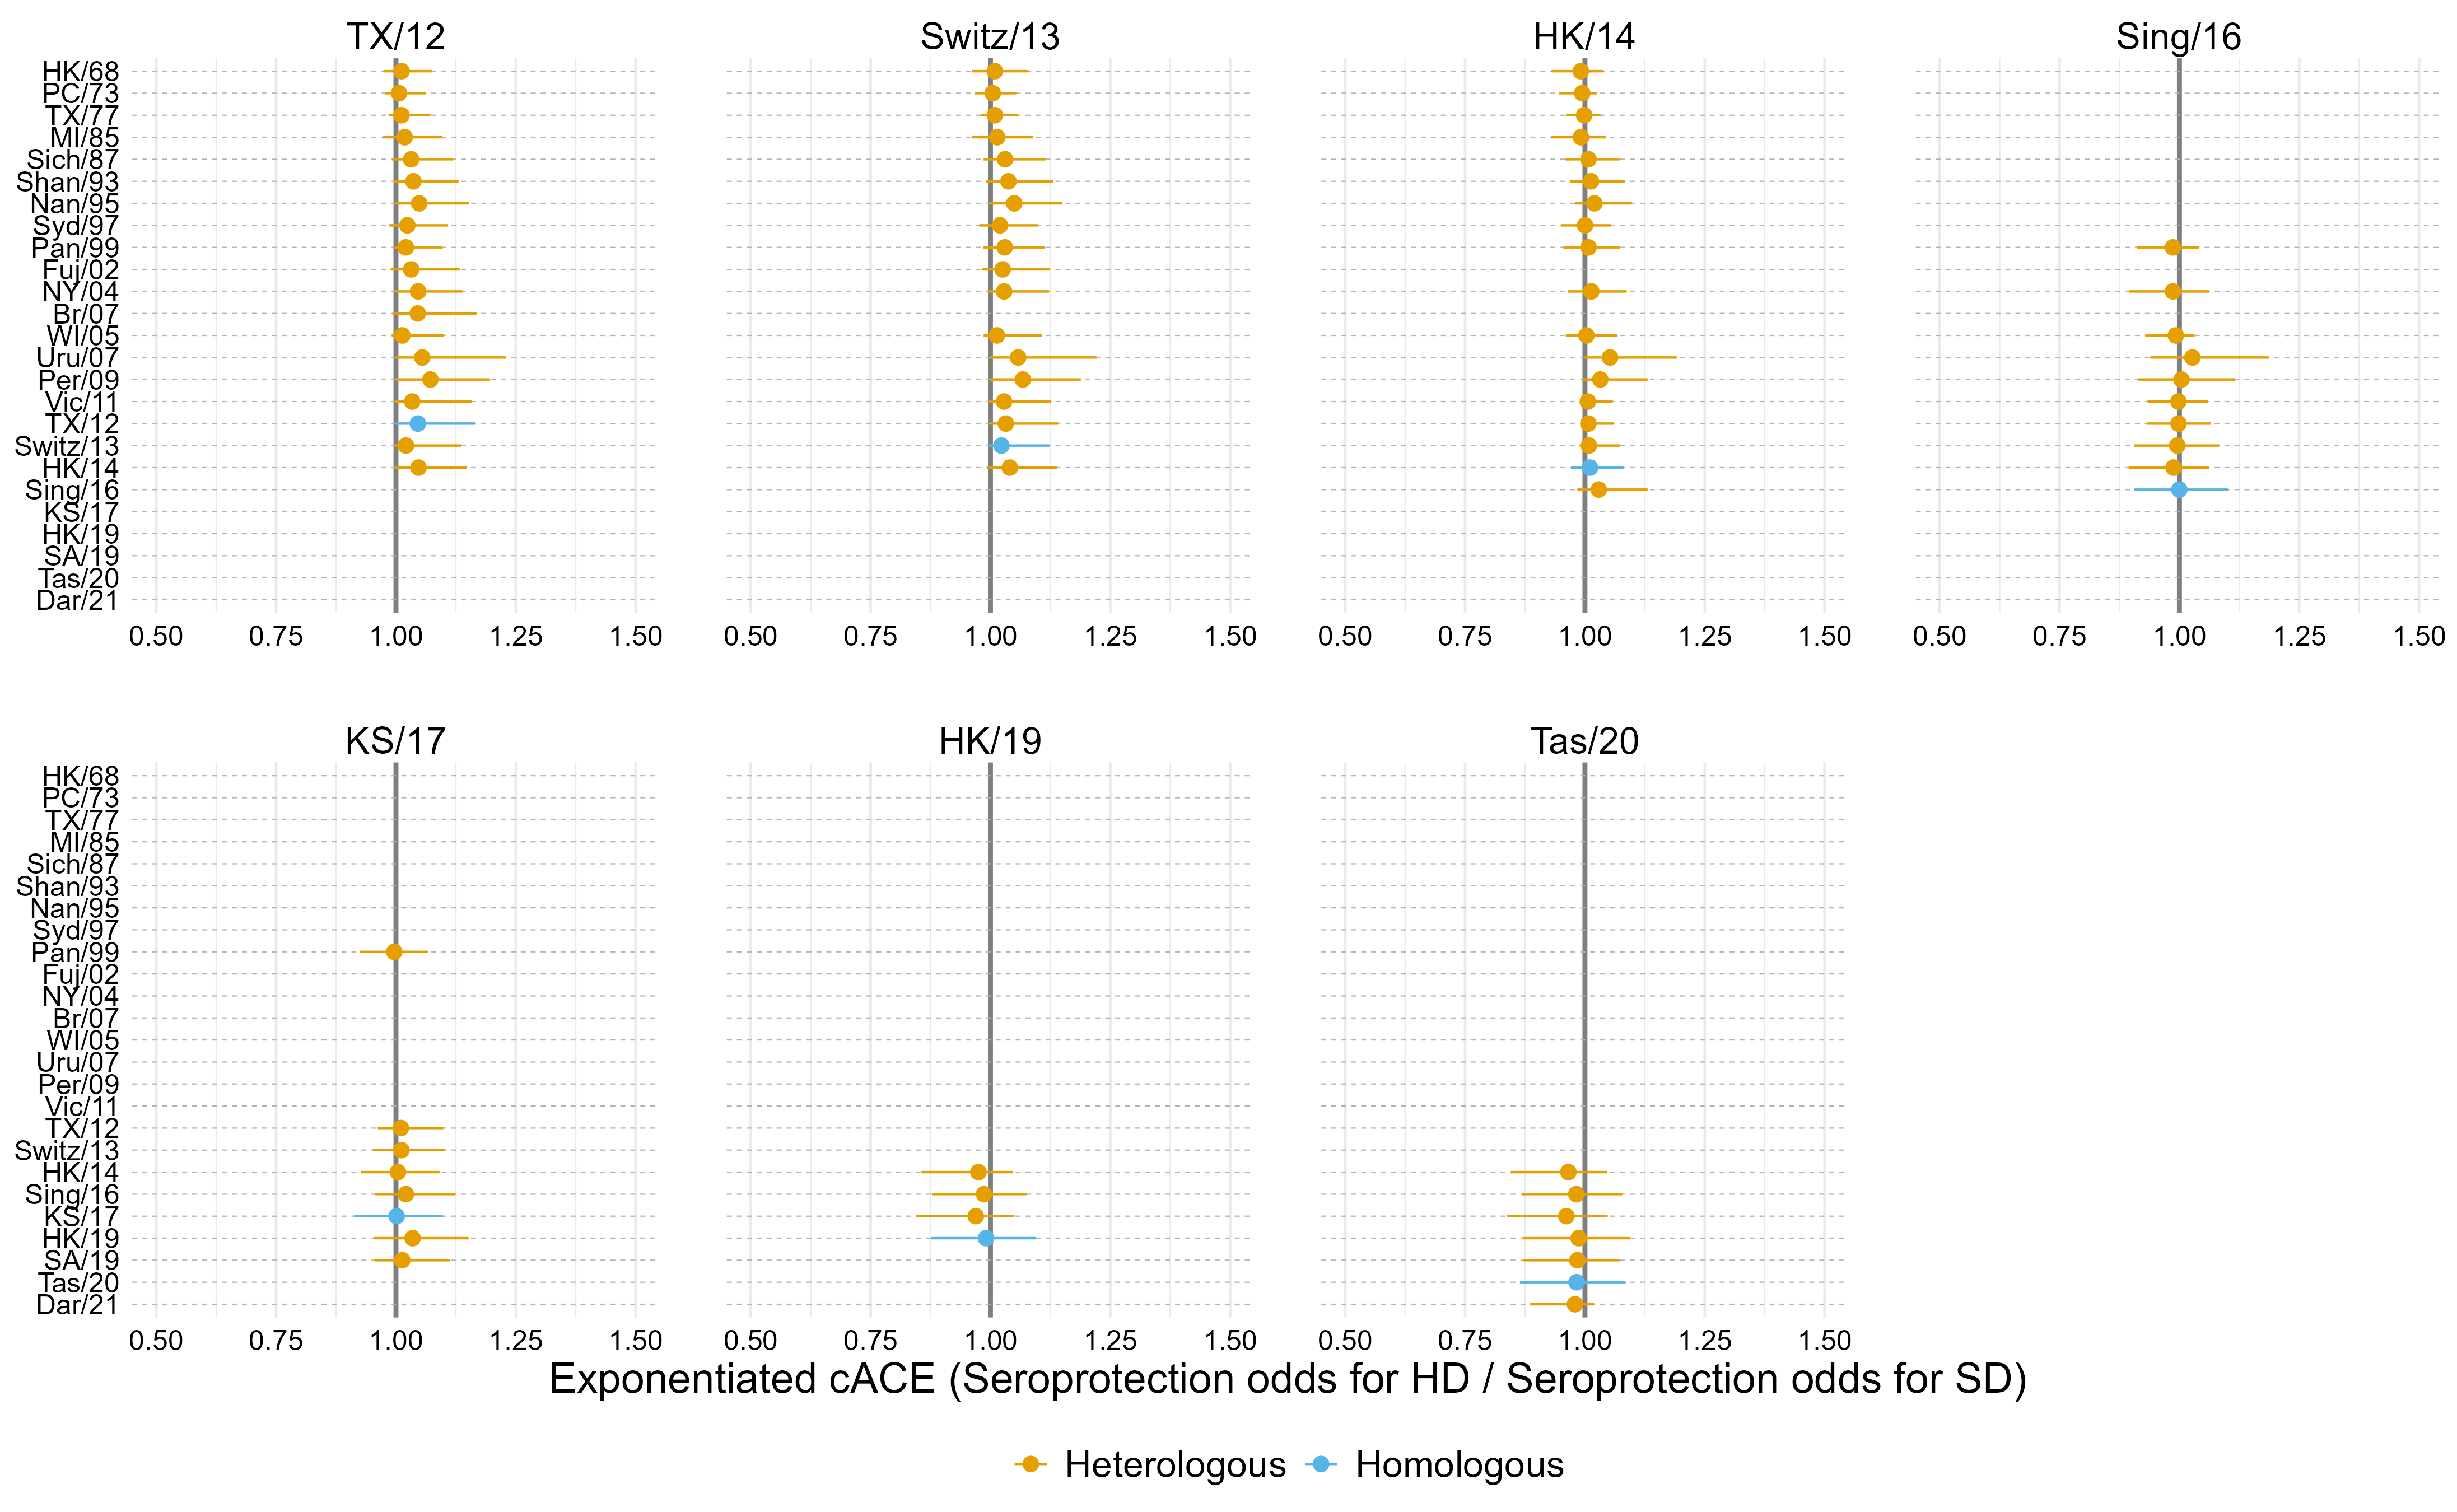 TX/12 Switz/13 HK/14 Sing/16
HK/68
PC/73
TX/77
MI/85
Sich/87
Shan/93
Nan/95
Syd/97
Pan/99
Fuj/02
NY/04
Br/07
WI/05
Uru/07
Per/09
Vic/11
TX/12
Switz/13
HK/14
Sing/16
KS/17
HK/19
SA/19
Tas/20
Dar/21
0.50 0.75 1.00 1.25 1.50 0.50 0.75 1.00 1.25 1.50 0.50 0.75 1.00 1.25 1.50 0.50 0.75 1.00 1.25 1.50
KS/17 HK/19 Tas/20
HK/68
PC/73
TX/77
MI/85
Sich/87
Shan/93
Nan/95
Syd/97
Pan/99
Fuj/02
NY/04
Br/07
WI/05
Uru/07
Per/09
Vic/11
TX/12
Switz/13
HK/14
Sing/16
KS/17
HK/19
SA/19
Tas/20
Dar/21
0.50 0.75 1.00 1.25 1.50 0.50 0.75 1.00 1.25 1.50 0.50 0.75 1.00 1.25 1.50
Exponentiated cACE (Seroprotection odds for HD / Seroprotection odds for SD)
Heterologous Homologous